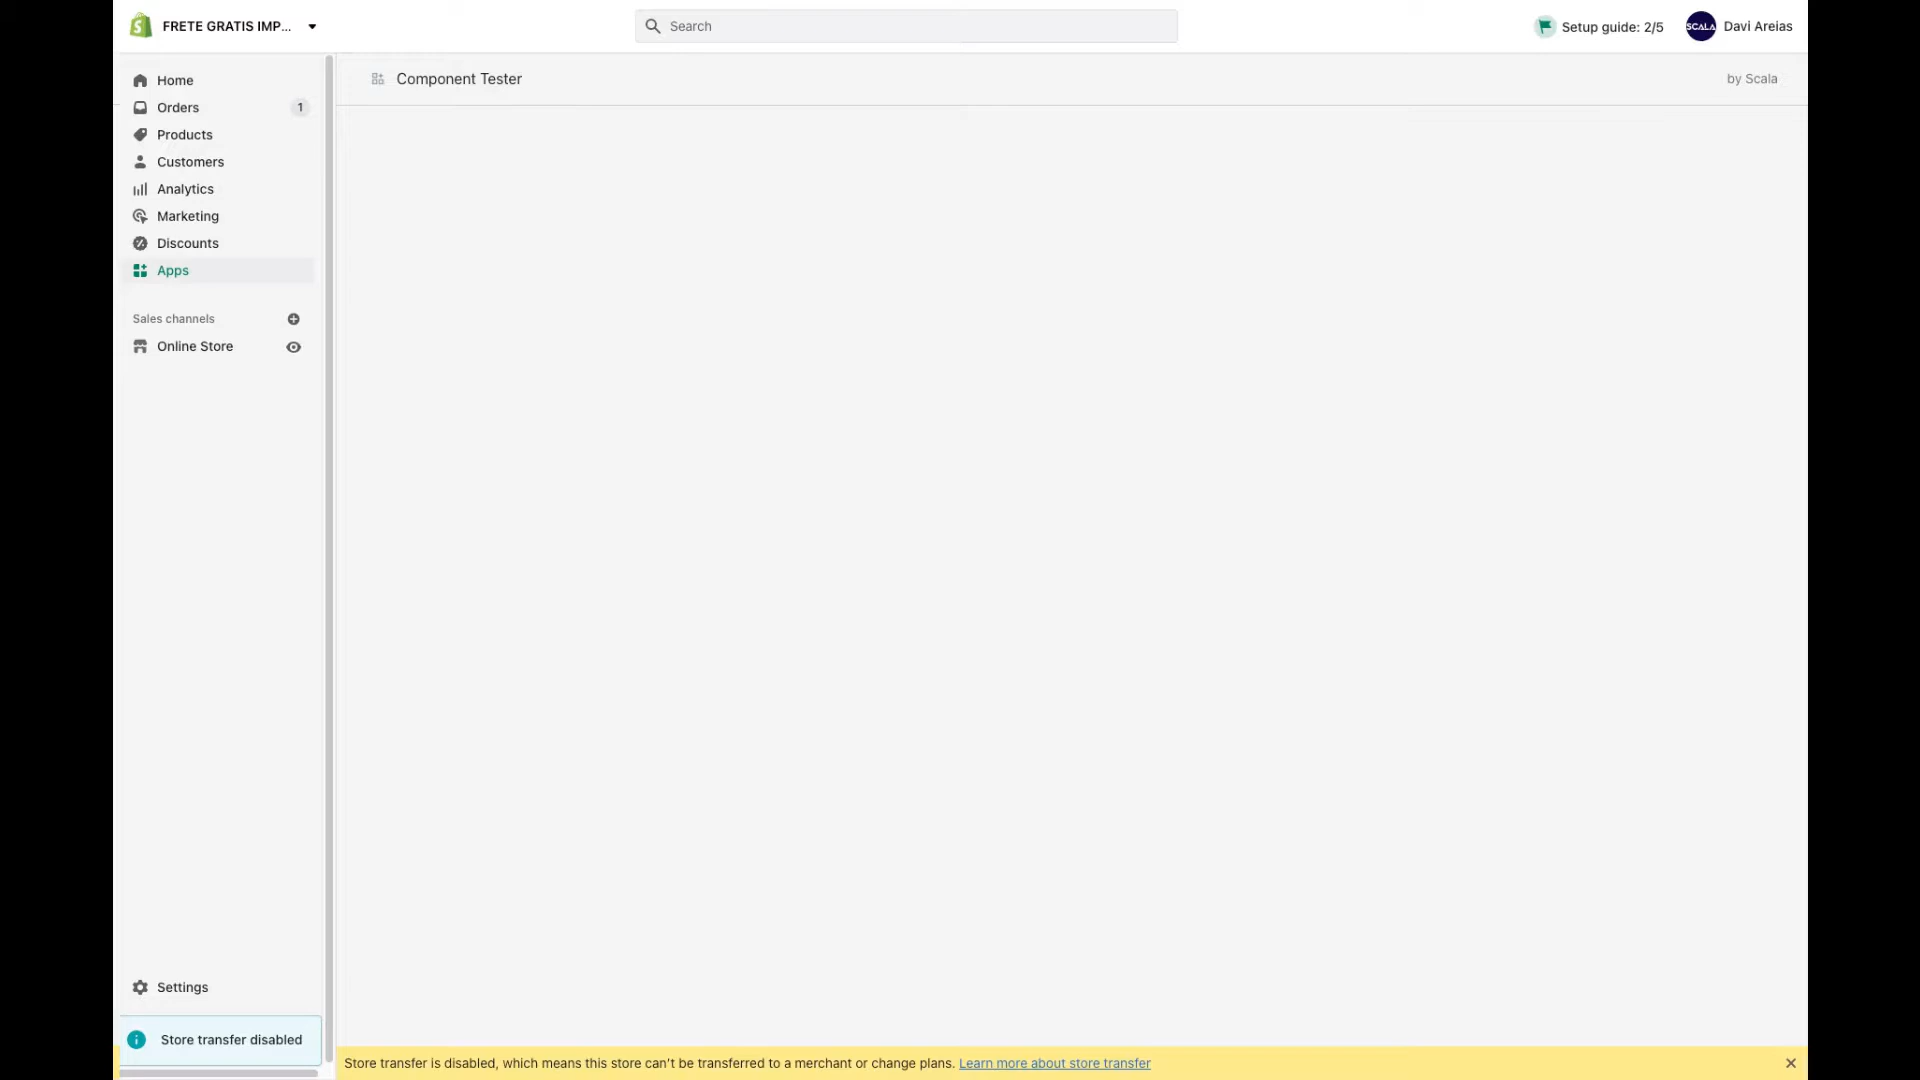 FRETE GRATIS IMP...
Search
Setup guide: 2/5
SCALA
Davi Areias
Home
Orders
1
Products
Customers
Analytics
Marketing
Discounts
Apps
Sales channels
Online Store
Settings
Store transfer disabled
Component Tester
by Scala
Store transfer is disabled, which means this store can't be transferred to a merchant or change plans. Learn more about store transfer